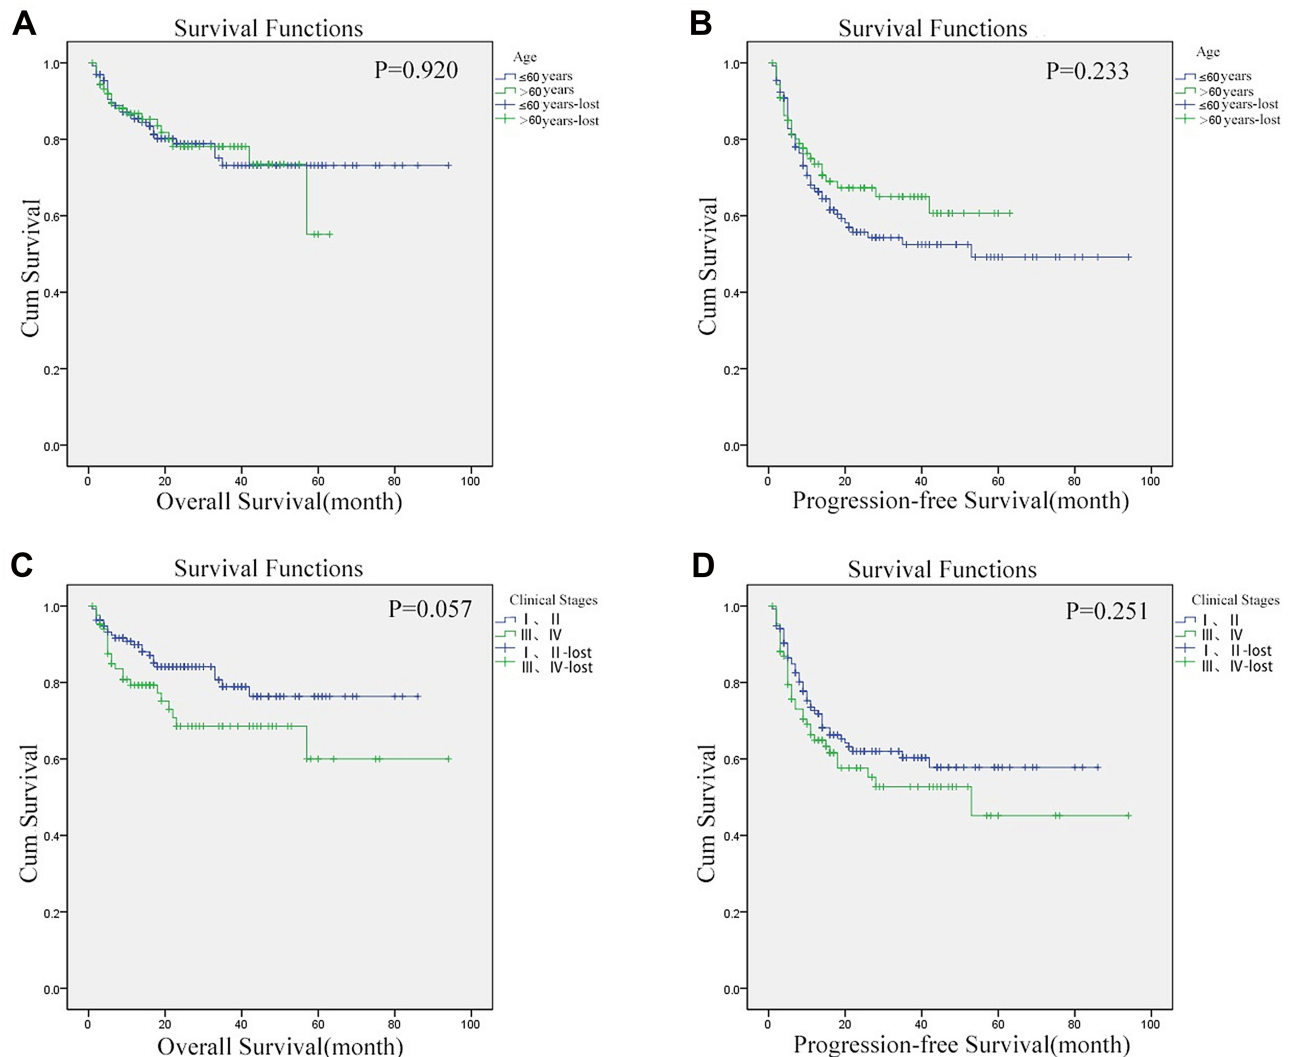 A
Survival Functions
P=0.920
Age
≤60 years
>60 years
≤60 years-lost
>60 years-lost
Cum Survival
1.0
0.8
0.6
0.4
0.2
0.0
0
20
40
60
80
100
Overall Survival(month)
B
Survival Functions
P=0.233
Age
≤60 years
>60 years
≤60 years-lost
>60 years-lost
Cum Survival
1.0
0.8
0.6
0.4
0.2
0.0
0
20
40
60
80
100
Progression-free Survival(month)
C
Survival Functions
P=0.057
Clinical Stages
Ⅰ、Ⅱ
Ⅲ、Ⅳ
Ⅰ、Ⅱ-lost
Ⅲ、Ⅳ-lost
Cum Survival
1.0
0.8
0.6
0.4
0.2
0.0
0
20
40
60
80
100
Overall Survival(month)
D
Survival Functions
P=0.251
Clinical Stages
Ⅰ、Ⅱ
Ⅲ、Ⅳ
Ⅰ、Ⅱ-lost
Ⅲ、Ⅳ-lost
Cum Survival
1.0
0.8
0.6
0.4
0.2
0.0
0
20
40
60
80
100
Progression-free Survival(month)